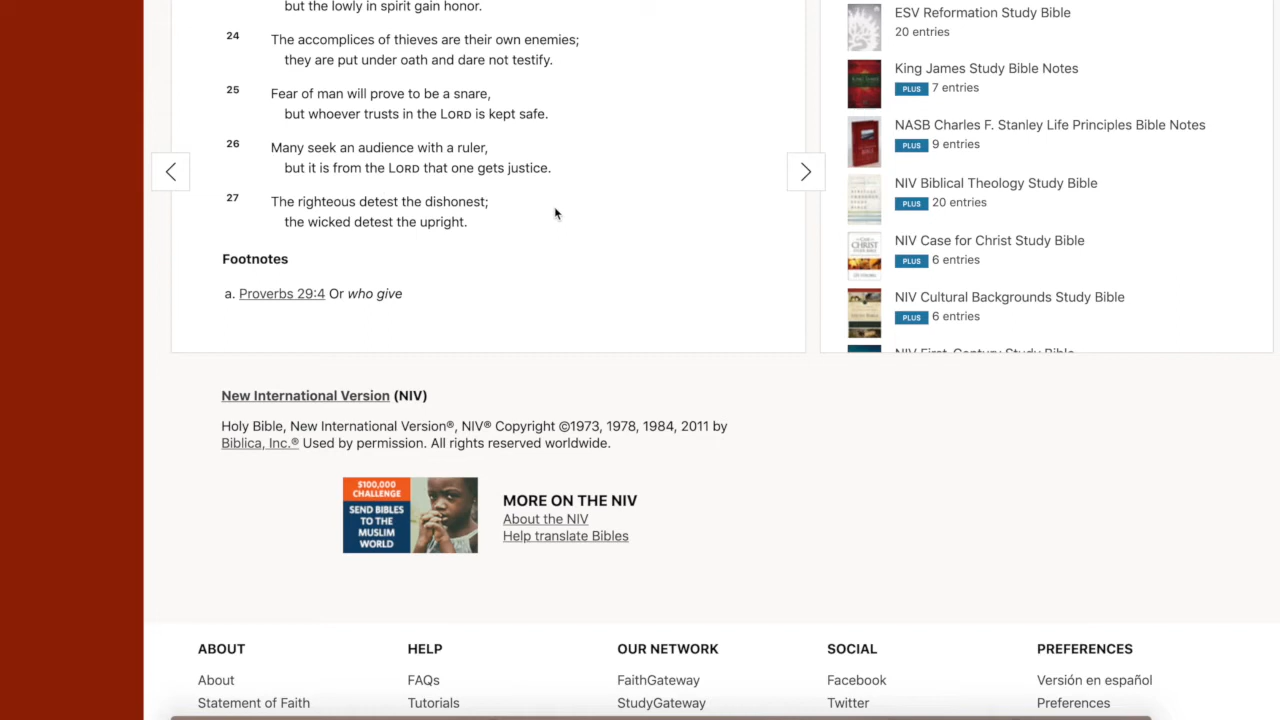 but the lowly in spirit gain honor.
24 The accomplices of thieves are their own enemies;
they are put under oath and dare not testify.
25 Fear of man will prove to be a snare,
but whoever trusts in the LORD is kept safe.
26 Many seek an audience with a ruler,
but it is from the LORD that one gets justice.
27 The righteous detest the dishonest;
the wicked detest the upright.
Footnotes
a. Proverbs 29:4 Or who give
ESV Reformation Study Bible
20 entries
King James Study Bible Notes
PLUS 7 entries
NASB Charles F. Stanley Life Principles Bible Notes
PLUS 9 entries
NIV Biblical Theology Study Bible
PLUS 20 entries
NIV Case for Christ Study Bible
PLUS 6 entries
NIV Cultural Backgrounds Study Bible
PLUS 6 entries
NIV First-Century Study Bible
New International Version (NIV)
Holy Bible, New International Version®, NIV® Copyright ©1973, 1978, 1984, 2011 by
Biblica, Inc.® Used by permission. All rights reserved worldwide.
$100,000
CHALLENGE
SEND BIBLES
TO THE
MUSLIM
WORLD
MORE ON THE NIV
About the NIV
Help translate Bibles
ABOUT
About
Statement of Faith
HELP
FAQs
Tutorials
OUR NETWORK
FaithGateway
StudyGateway
SOCIAL
Facebook
Twitter
PREFERENCES
Versión en español
Preferences